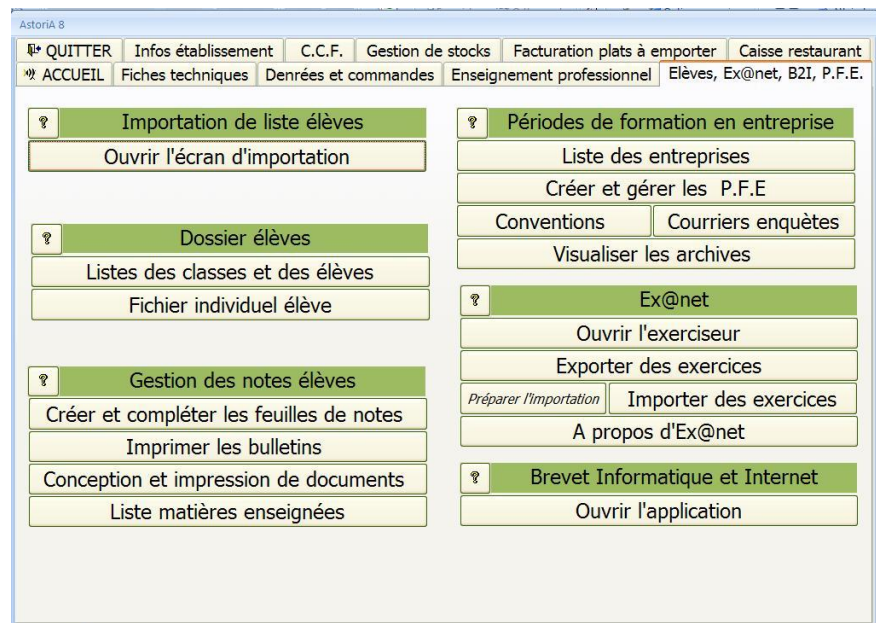 AstoriA 8
QUITTER Infos établissement C.C.F. Gestion de stocks Facturation plats à emporter Caisse restaurant
ACCUEIL Fiches techniques Denrées et commandes Enseignement professionnel Elèves, Ex@net, B2I, P.F.E.
? Importation de liste élèves
Ouvrir l'écran d'importation
? Dossier élèves
Listes des classes et des élèves
Fichier individuel élève
? Gestion des notes élèves
Créer et compléter les feuilles de notes
Imprimer les bulletins
Conception et impression de documents
Liste matières enseignées
? Périodes de formation en entreprise
Liste des entreprises
Créer et gérer les P.F.E
Conventions Courriers enquètes
Visualiser les archives
? Ex@net
Ouvrir l'exerciseur
Exporter des exercices
Préparer l'importation Importer des exercices
A propos d'Ex@net
? Brevet Informatique et Internet
Ouvrir l'application